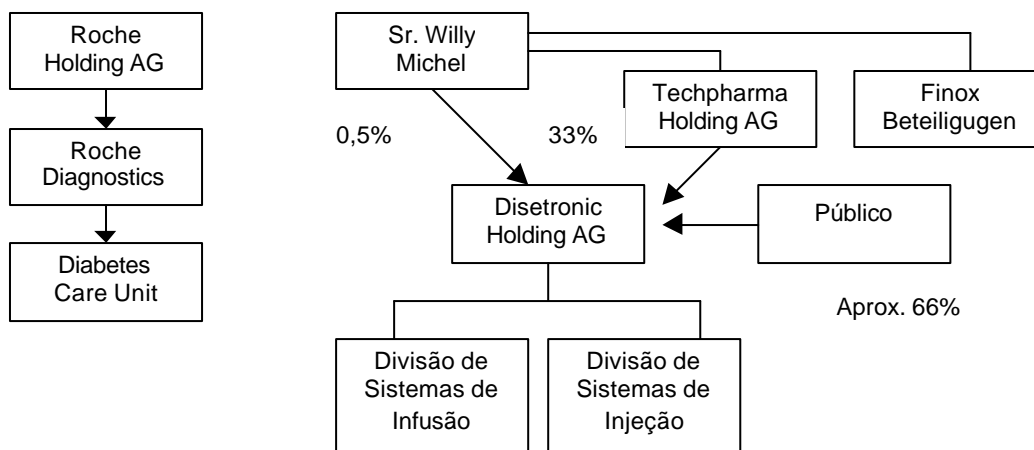 Roche
Holding AG
Roche
Diagnostics
Diabetes
Care Unit
Sr. Willy
Michel
Techpharma
Holding AG
Finox
Beteiligugen
0,5%
33%
Disetronic
Holding AG
Público
Aprox. 66%
Divisão de
Sistemas de
Infusão
Divisão de
Sistemas de
Injeção